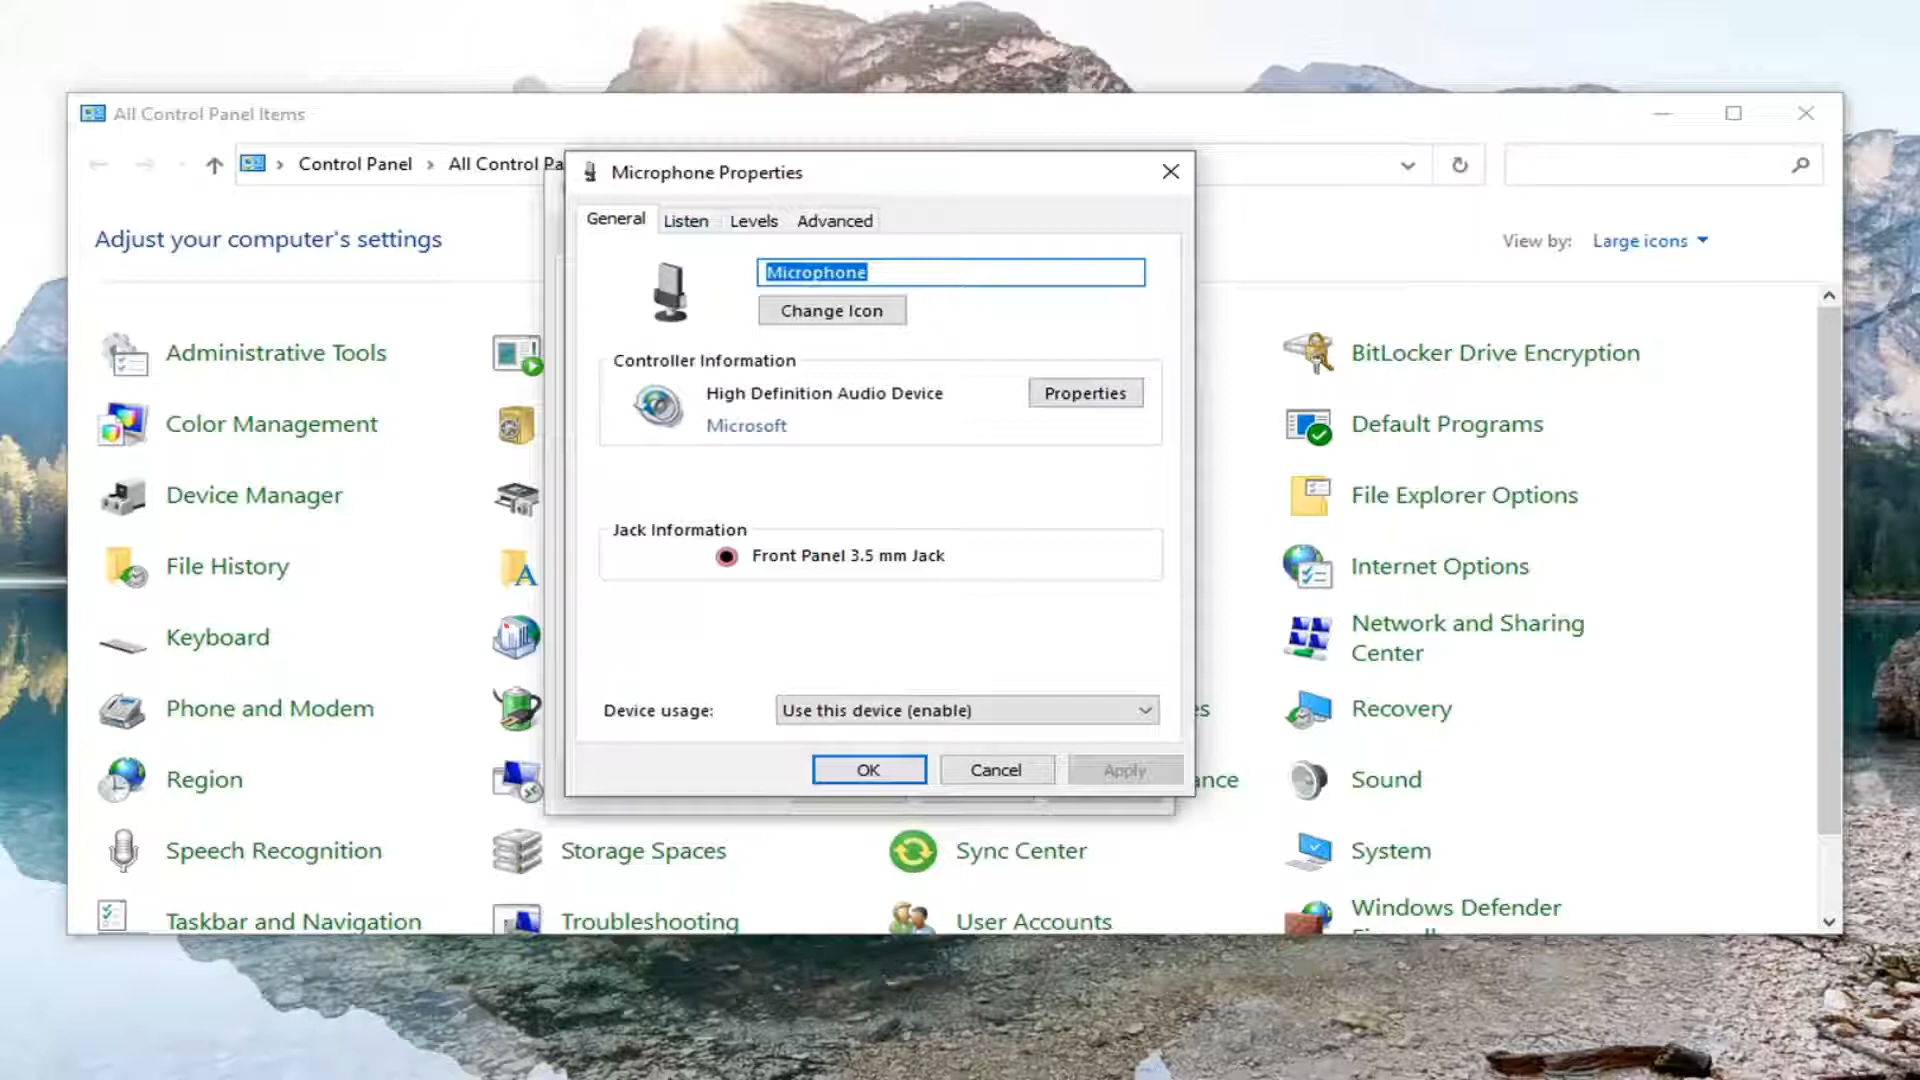 All Control Panel Items
Control Panel
All Control Pa
Microphone Properties
General
Listen
Levels
Advanced
Adjust your computer's settings
View by:
Large icons
Microphone
Change Icon
Controller Information
High Definition Audio Device
Properties
Microsoft
Jack Information
Front Panel 3.5 mm Jack
Device usage:
Use this device (enable)
OK
Cancel
Apply
Administrative Tools
BitLocker Drive Encryption
Color Management
Default Programs
Device Manager
File Explorer Options
File History
Internet Options
Keyboard
Network and Sharing
Center
Phone and Modem
es
Recovery
Region
ance
Sound
Speech Recognition
Storage Spaces
Sync Center
System
Taskbar and Navigation
Troubleshooting
User Accounts
Windows Defender